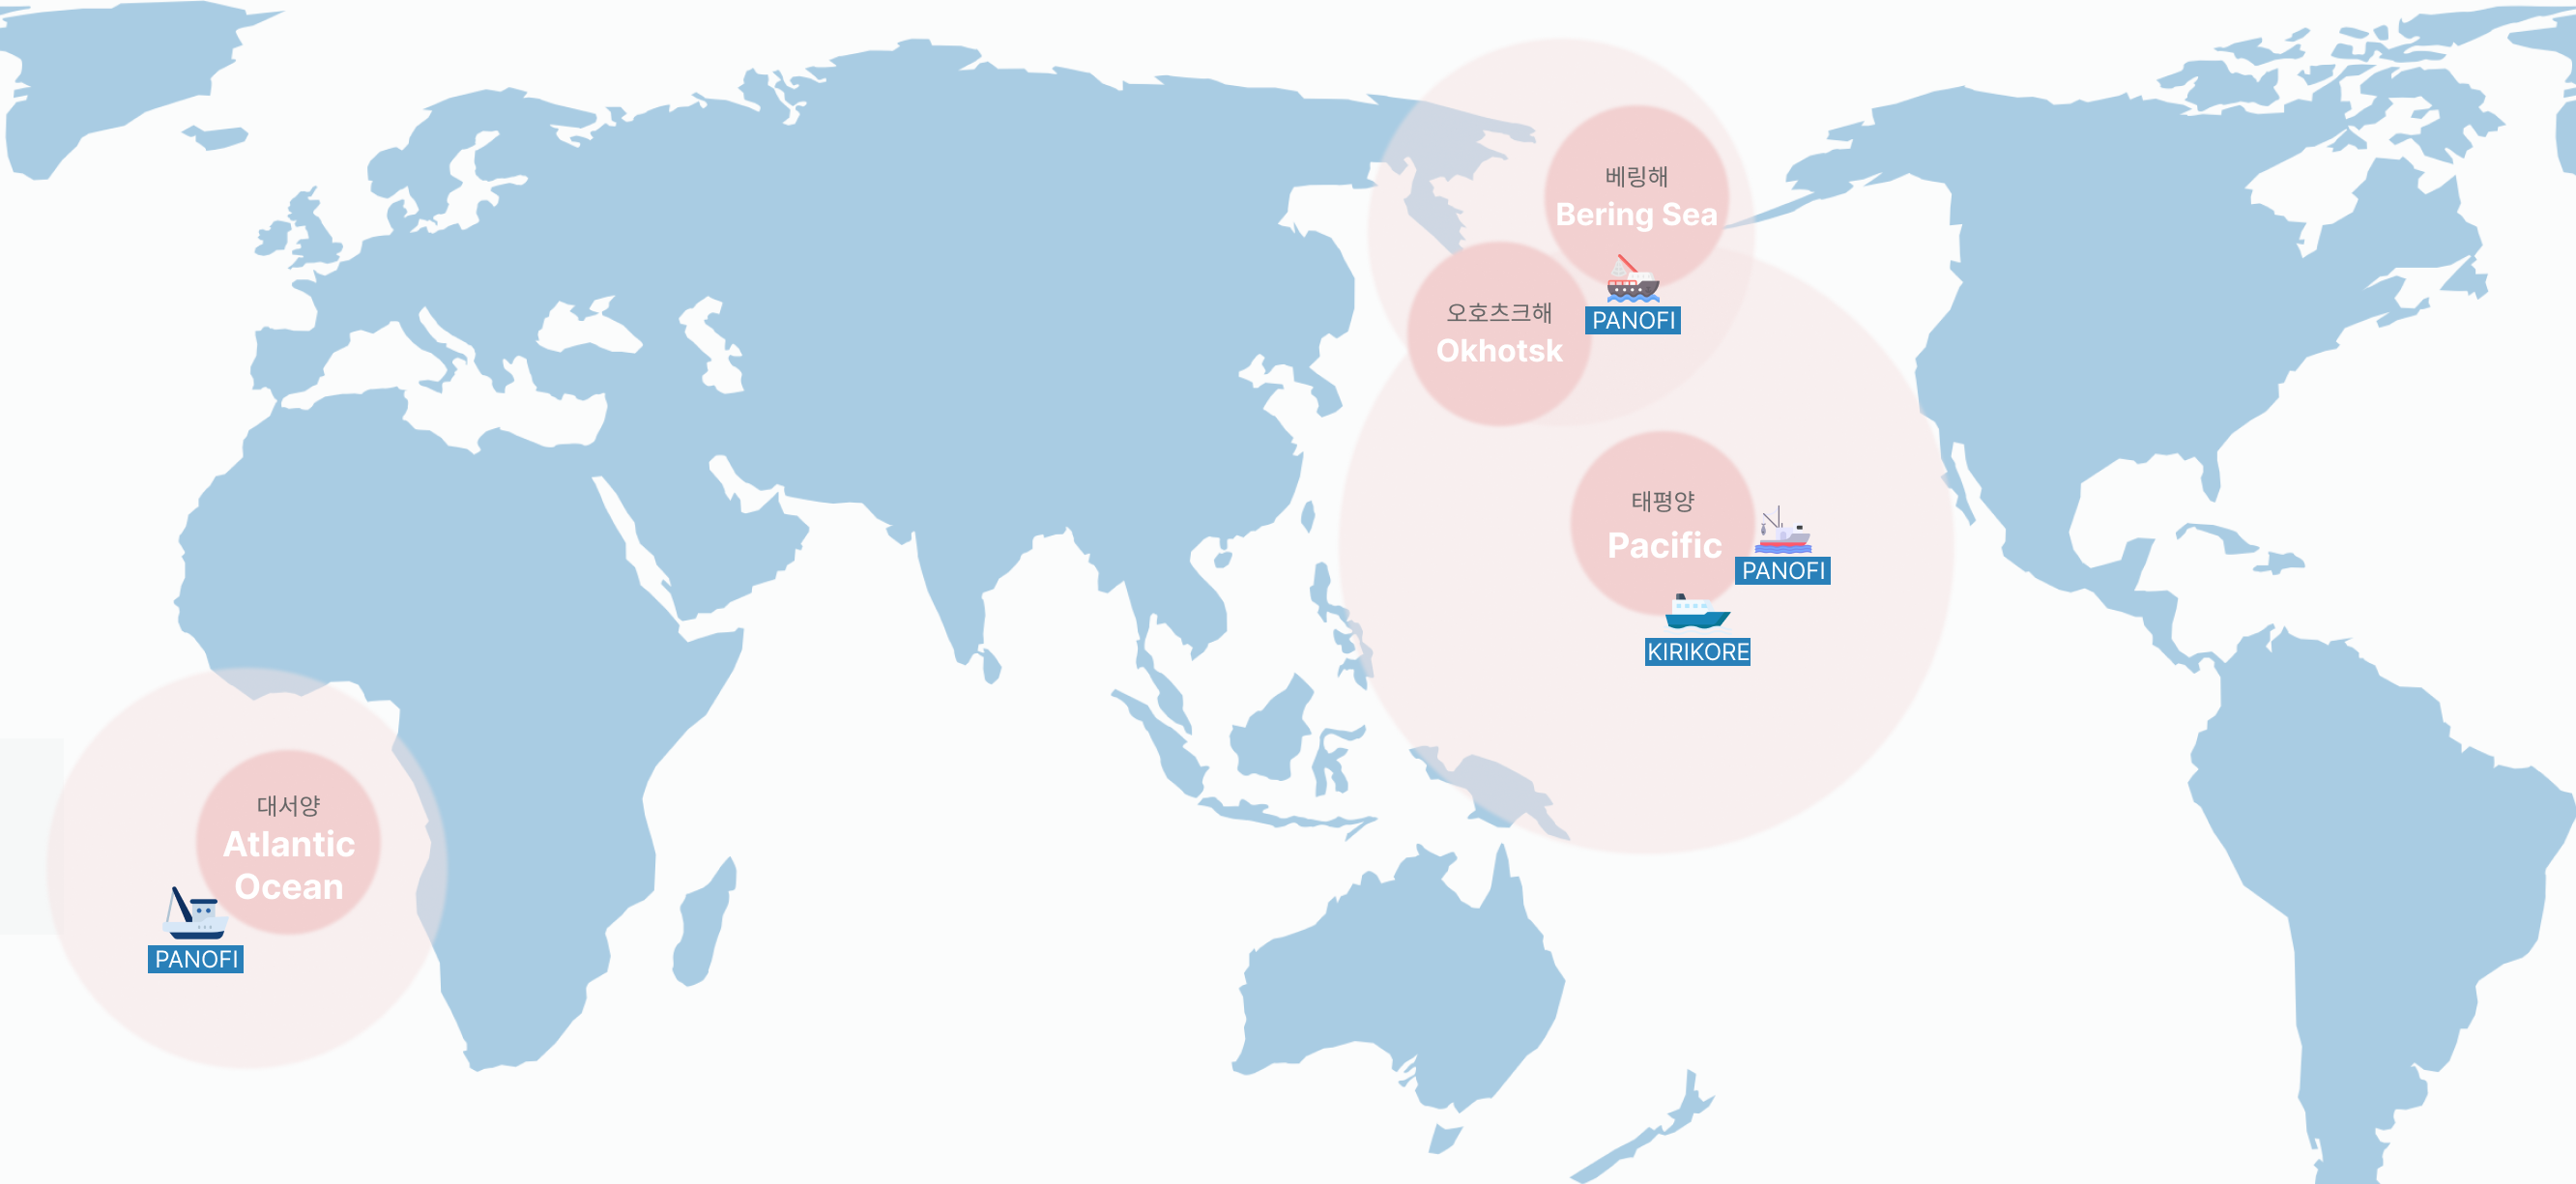 베링해
Bering Sea
PANOFI
오호츠크해
Okhotsk
태평양
Pacific
PANOFI
KIRIKORE
대서양
Atlantic
Ocean
PANOFI